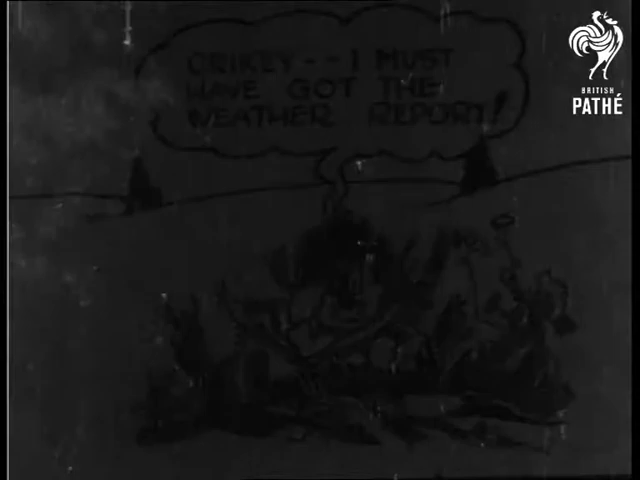 CRIKEY -- I MUST
HAVE GOT THE
WEATHER REPORT!
BRITISH
PATHÉ